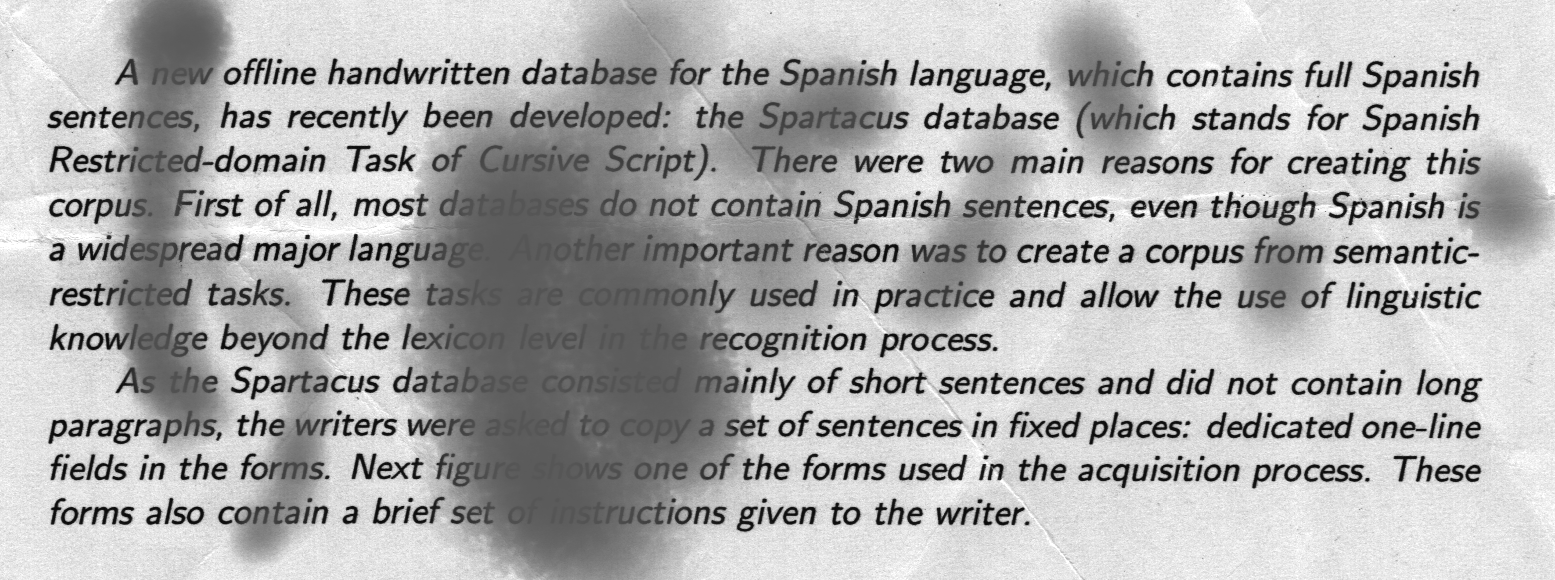 A new offline handwritten database for the Spanish language, which contains full Spanish
sentences, has recently been developed: the Spartacus database (which stands for Spanish
Restricted-domain Task of Cursive Script). There were two main reasons for creating this
corpus. First of all, most databases do not contain Spanish sentences, even though Spanish is
a widespread major language. Another important reason was to create a corpus from semantic-
restricted tasks. These tasks are commonly used in practice and allow the use of linguistic
knowledge beyond the lexicon level in the recognition process.
As the Spartacus database consisted mainly of short sentences and did not contain long
paragraphs, the writers were asked to copy a set of sentences in fixed places: dedicated one-line
fields in the forms. Next figure shows one of the forms used in the acquisition process. These
forms also contain a brief set of instructions given to the writer.